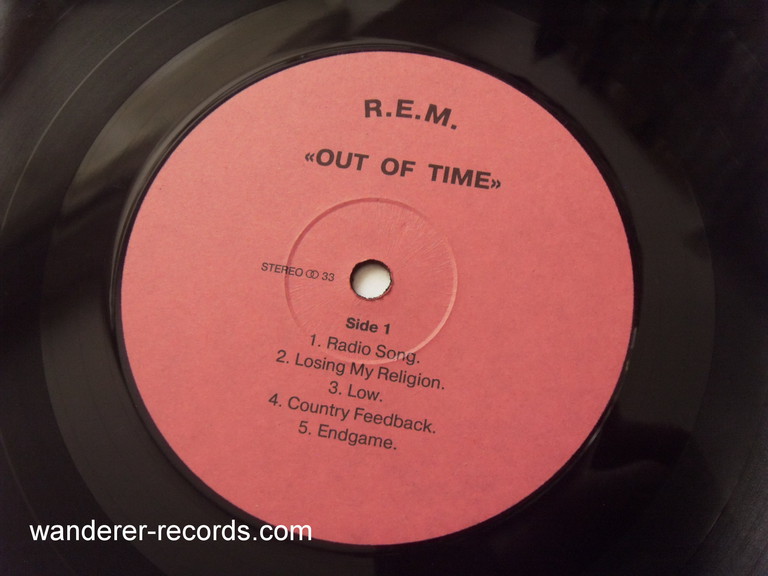 R.E.M.
«OUT OF TIME»
STEREO ⚭ 33
Side 1
1. Radio Song.
2. Losing My Religion.
3. Low.
4. Country Feedback.
5. Endgame.
wanderer-records.com